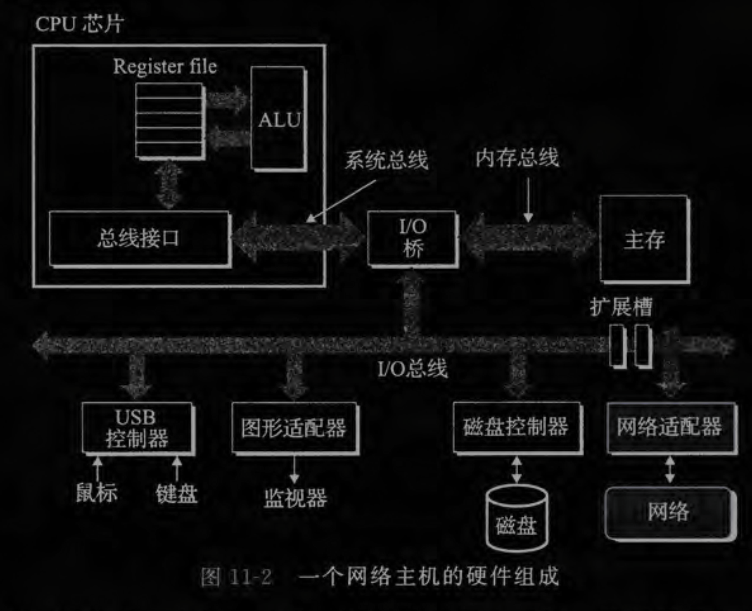 CPU 芯片
Register file
ALU
系统总线
内存总线
总线接口
I/O
桥
主存
扩展槽
I/O总线
USB
控制器
图形适配器
磁盘控制器
网络适配器
鼠标
键盘
监视器
磁盘
网络
图 11-2 一个网络主机的硬件组成